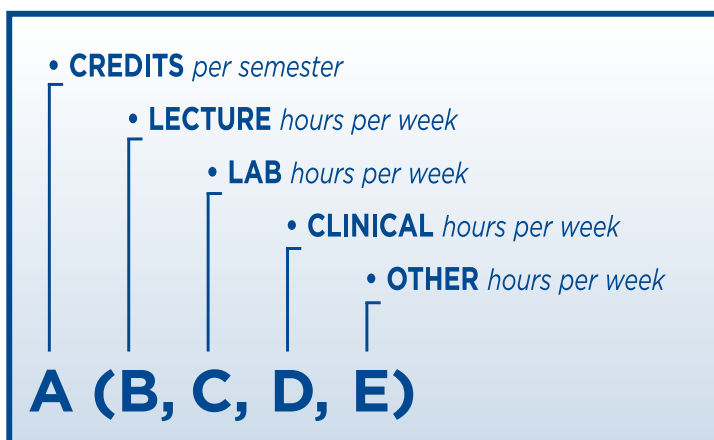 • CREDITS per semester
• LECTURE hours per week
• LAB hours per week
• CLINICAL hours per week
• OTHER hours per week
A (B, C, D, E)